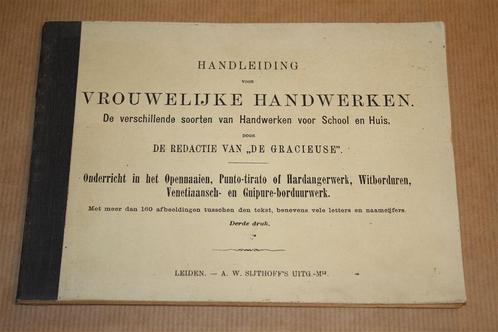 HANDLEIDING
VOOR
VROUWELIJKE HANDWERKEN.
De verschillende soorten van Handwerken voor School en Huis,
DOOR
DE REDACTIE VAN „DE GRACIEUSE".
Onderricht in het Opennaaien, Punto-tirato of Hardangerwerk, Witborduren,
Venetiaansch- en Guipure-borduurwerk.
Met meer dan 160 afbeeldingen tusschen den tekst, benevens vele letters en naamcijfers.
Derde druk.
LEIDEN. — A. W. SIJTHOFF'S UITG.-Mij.